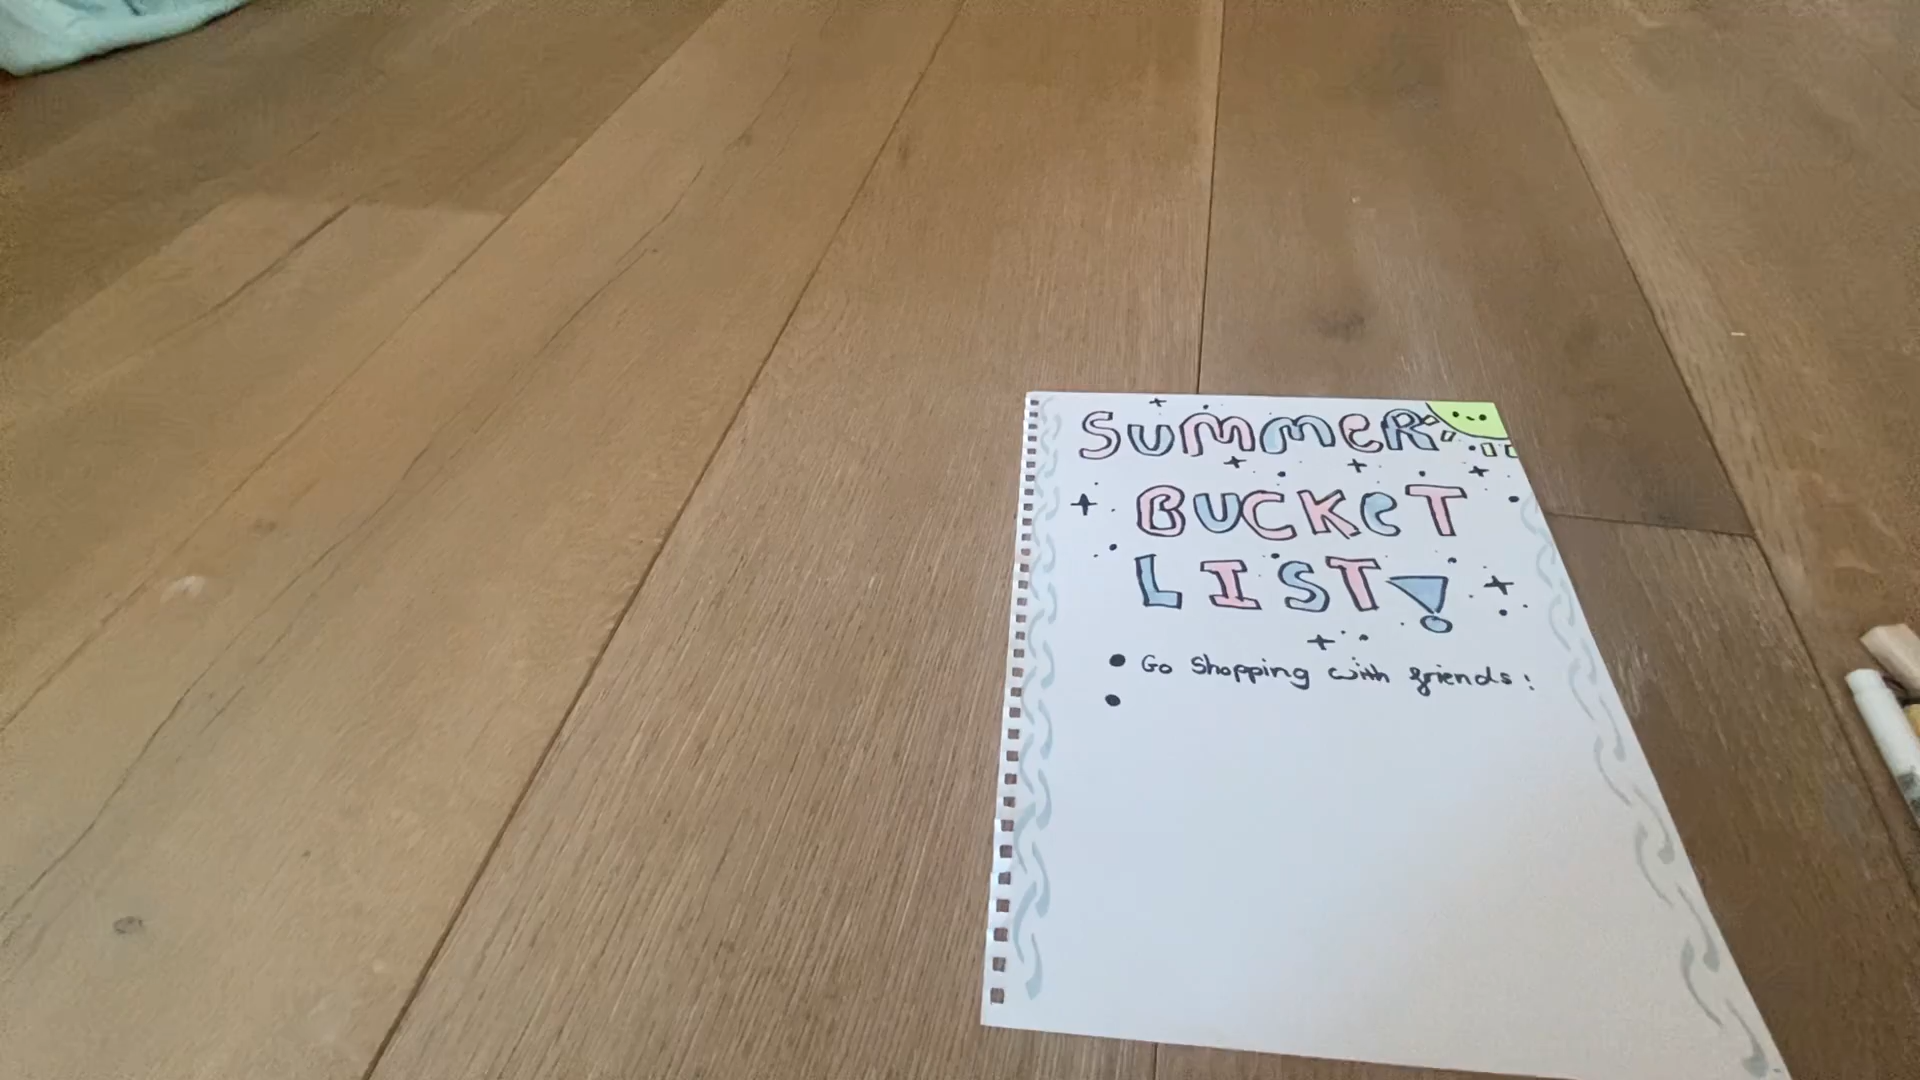 SUMMER
BUCKET
LIST!
• Go Shopping with friends!
•